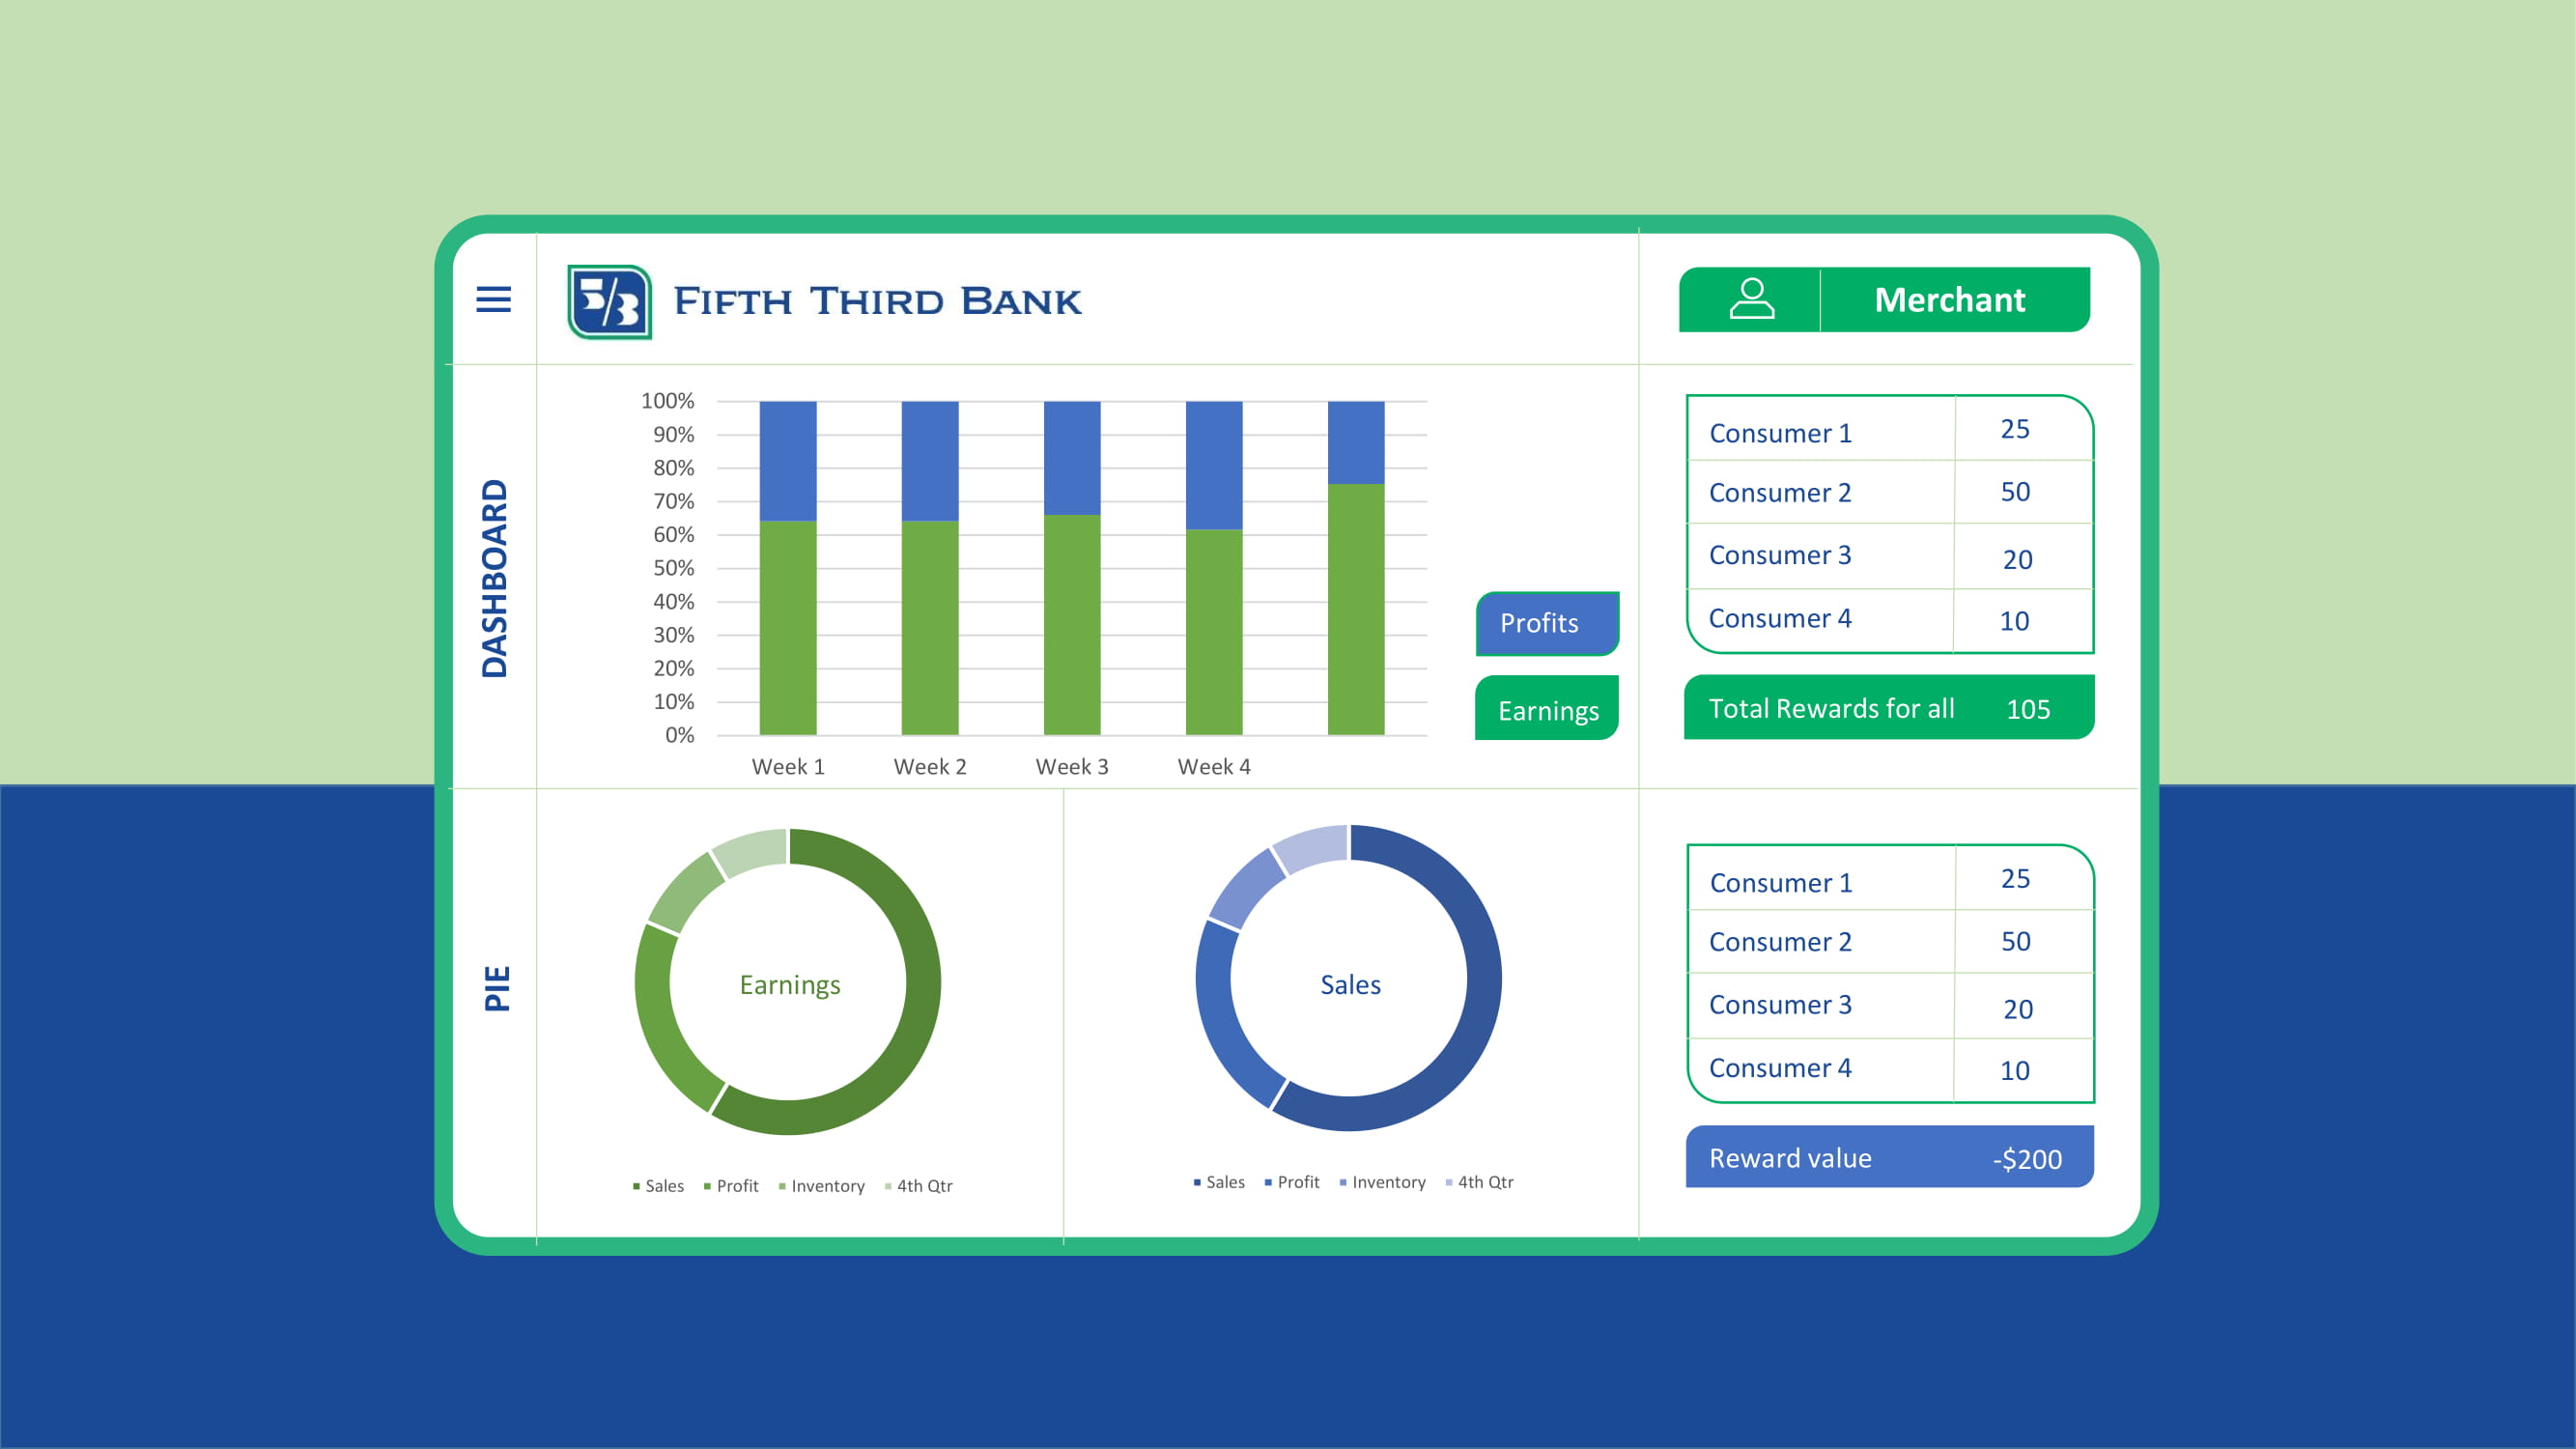 5/3 FIFTH THIRD BANK
Merchant
DASHBOARD
100%
90%
80%
70%
60%
50%
40%
30%
20%
10%
0%
Week 1 Week 2 Week 3 Week 4
Profits
Earnings
Consumer 1 25
Consumer 2 50
Consumer 3 20
Consumer 4 10
Total Rewards for all 105
PIE
Earnings
Sales Profit Inventory 4th Qtr
Sales
Sales Profit Inventory 4th Qtr
Consumer 1 25
Consumer 2 50
Consumer 3 20
Consumer 4 10
Reward value -$200